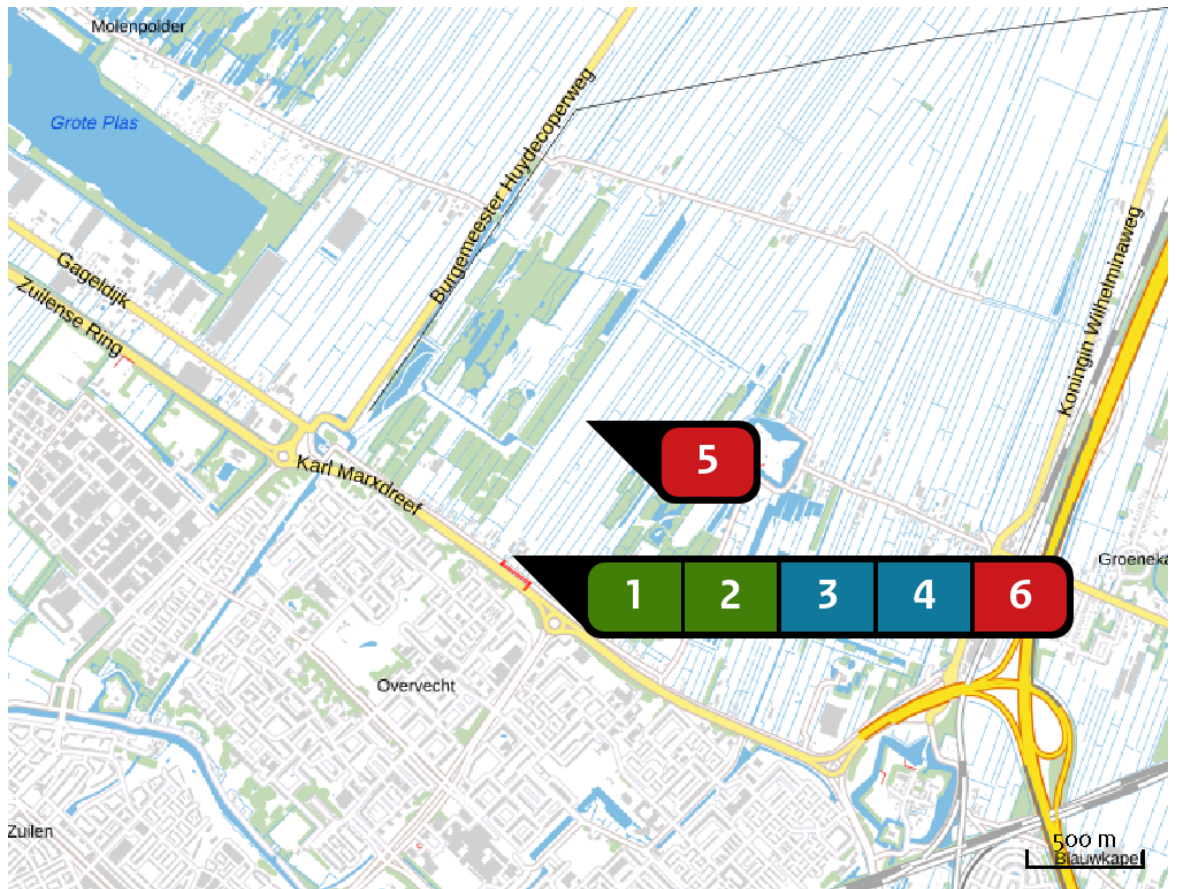 Molenpolder
Grote Plas
Burgemeester Huydecoperweg
Gageldijk
Zuilense Ring
Koningin Wilhelminaweg
Karl Marxdreef
5
1 2 3 4 6
Groeneka
Overvecht
Zuilen
500 m
Blauwkapel